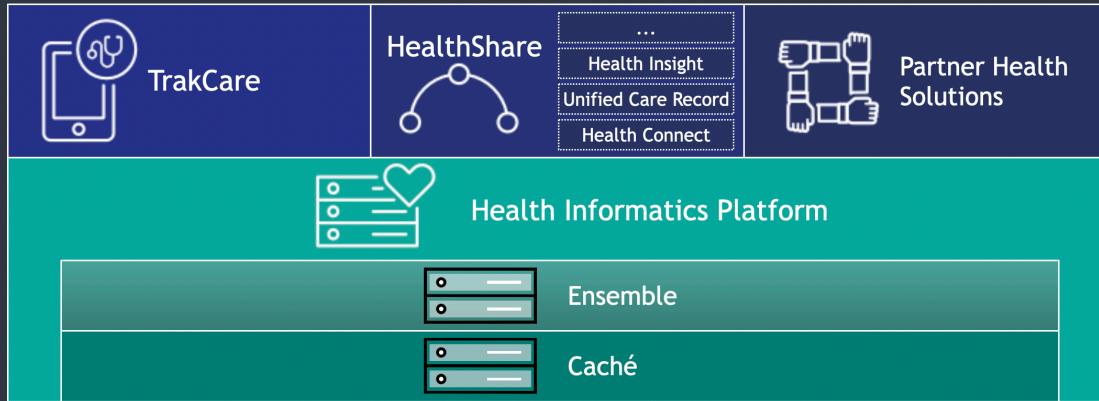 TrakCare
HealthShare
...
Health Insight
Unified Care Record
Health Connect
Partner Health
Solutions
Health Informatics Platform
Ensemble
Caché